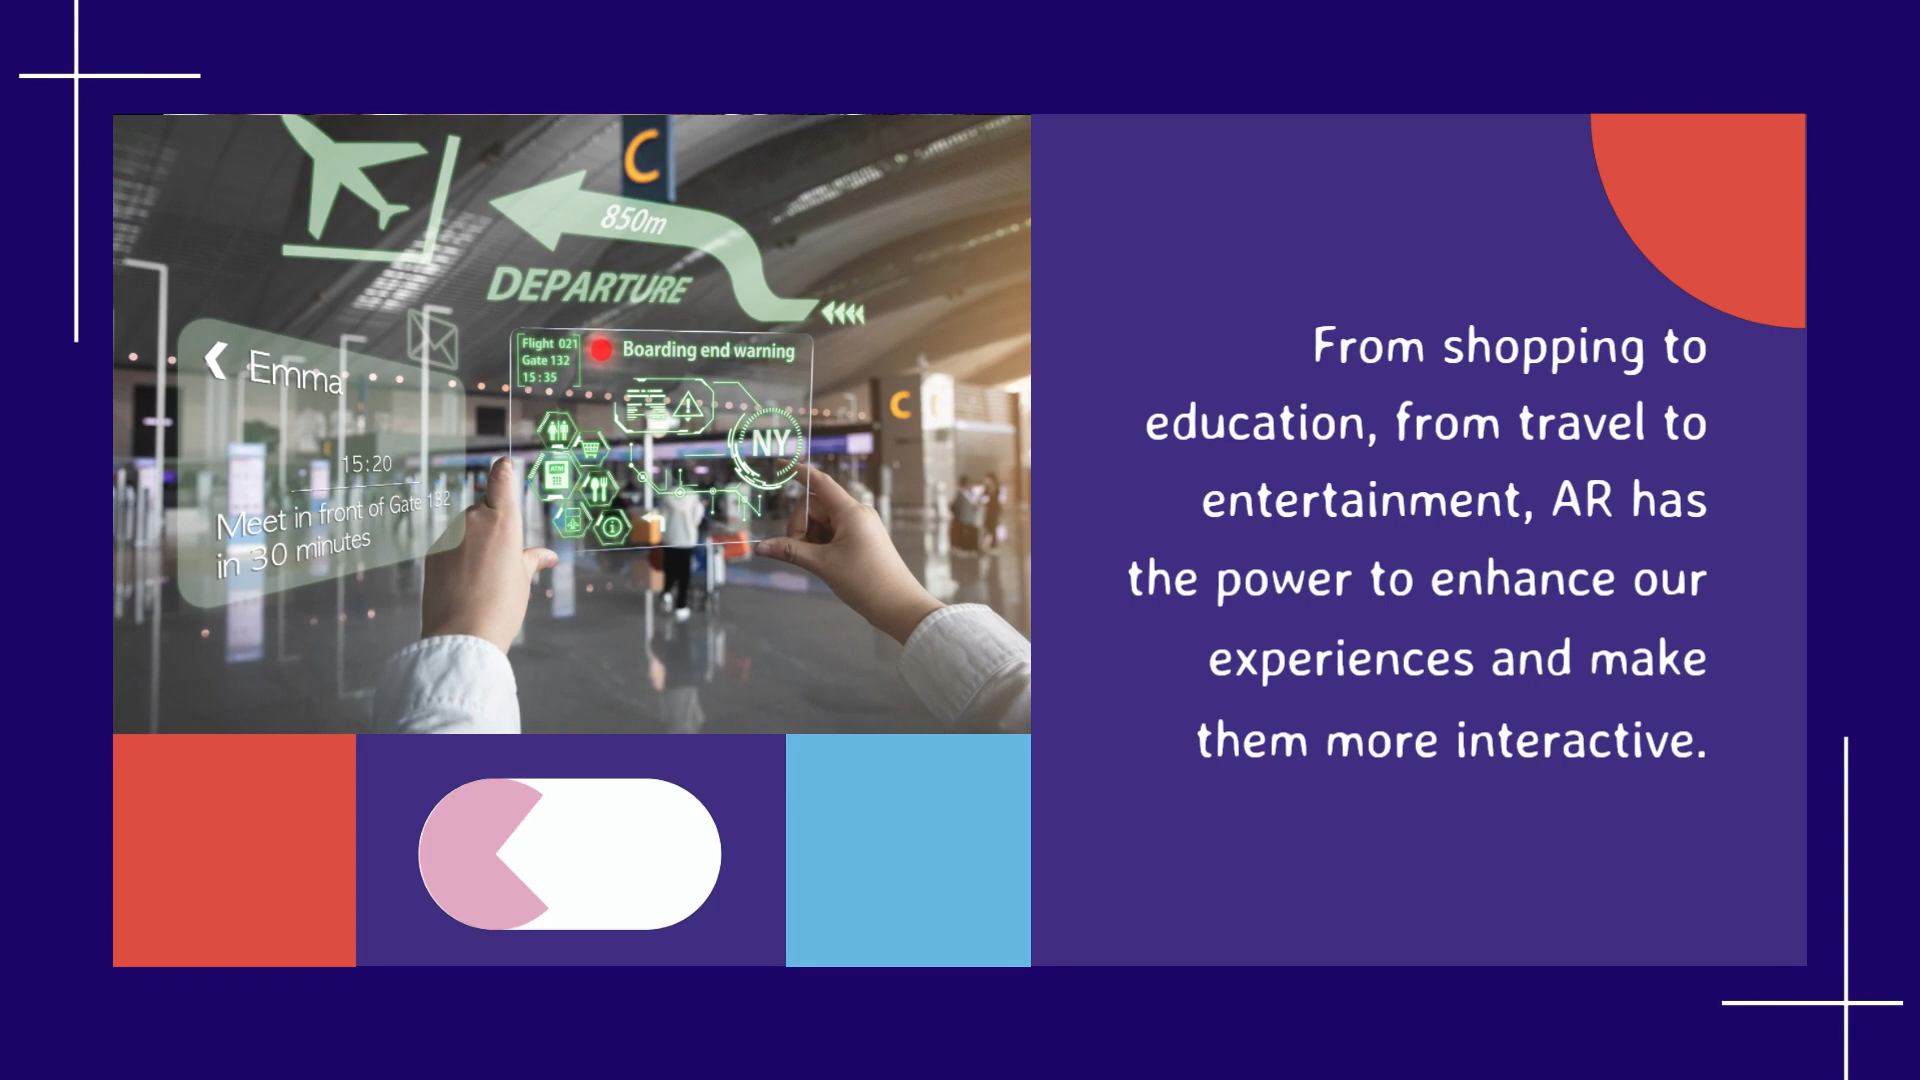 C
850m
DEPARTURE
Emma
15:20
Meet in front of Gate 132
in 30 minutes
Flight 021
Gate 132
15:35
Boarding end warning
ATM
NY
C
From shopping to
education, from travel to
entertainment, AR has
the power to enhance our
experiences and make
them more interactive.